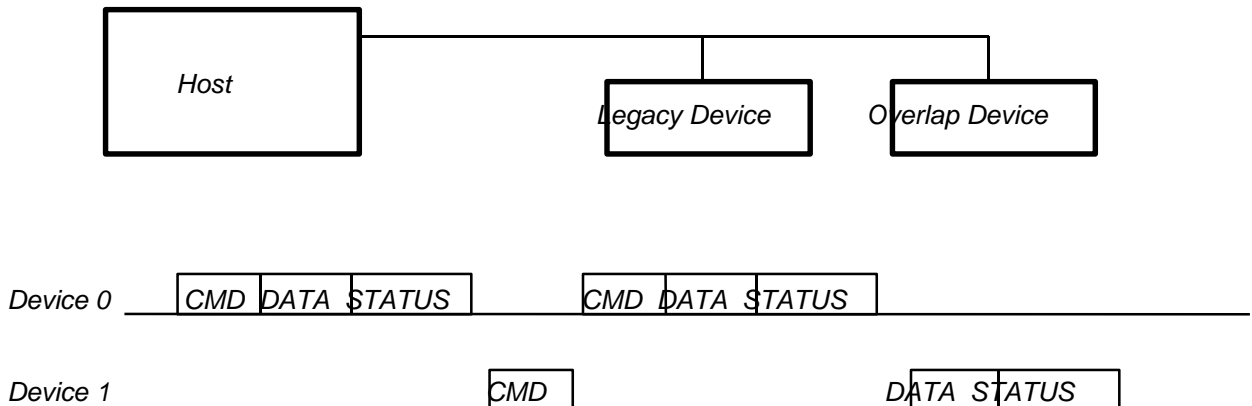 Host
Legacy Device Overlap Device
Device 0 CMD DATA STATUS CMD DATA STATUS
Device 1 CMD DATA STATUS